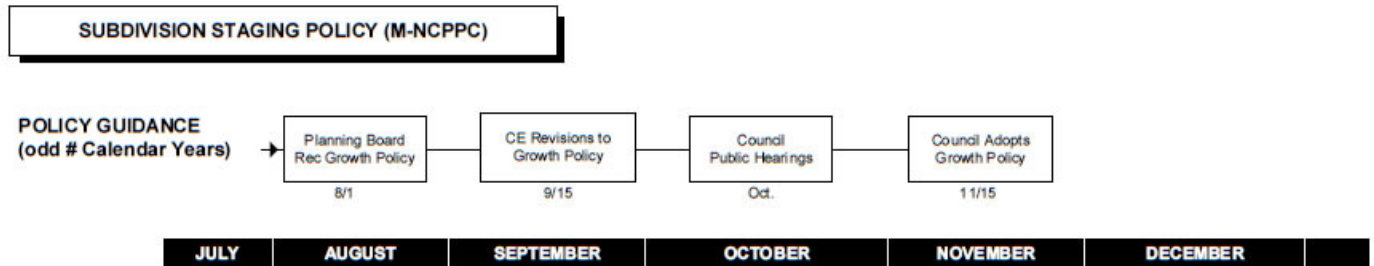 SUBDIVISION STAGING POLICY (M-NCPPC)
POLICY GUIDANCE
(odd # Calendar Years)
Planning Board
Rec Growth Policy
8/1
CE Revisions to
Growth Policy
9/15
Council
Public Hearings
Oct.
Council Adopts
Growth Policy
11/15
JULY AUGUST SEPTEMBER OCTOBER NOVEMBER DECEMBER